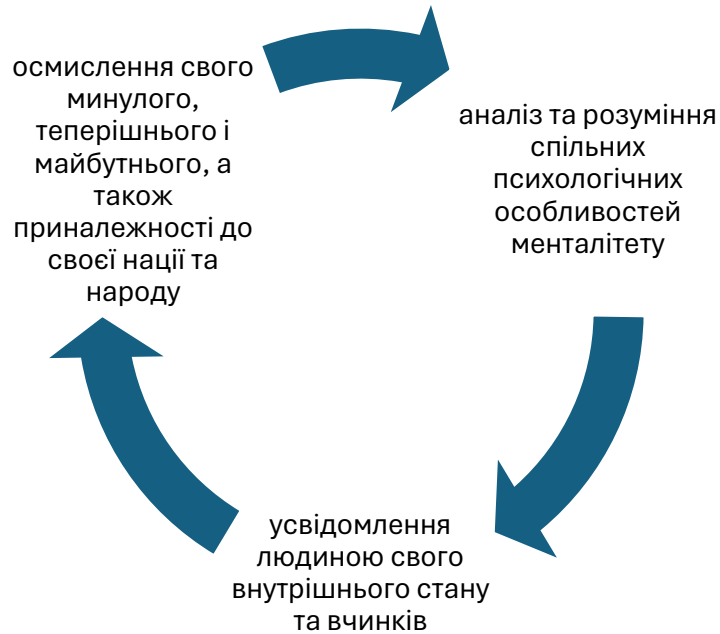 осмислення свого
минулого,
теперішнього і
майбутнього, а
також
приналежності до
своєї нації та
народу
аналіз та розуміння
спільних
психологічних
особливостей
менталітету
усвідомлення
людиною свого
внутрішнього стану
та вчинків